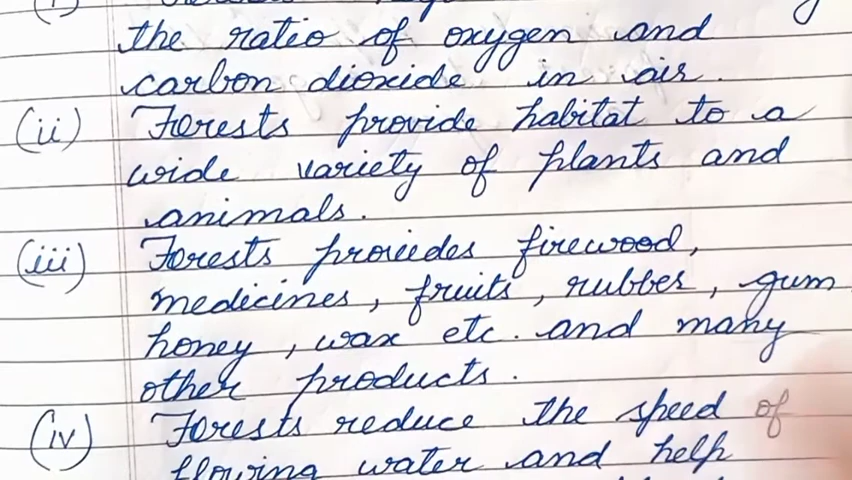 the ratio of oxygen and
carbon dioxide in air.
(ii) Forests provide habitat to a
wide variety of plants and
animals.
(iii) Forests proviedes firewood,
medicines, fruits, rubber, gum
honey, wax etc. and many
other products.
(iv) Forests reduce the speed of
flowing water and help